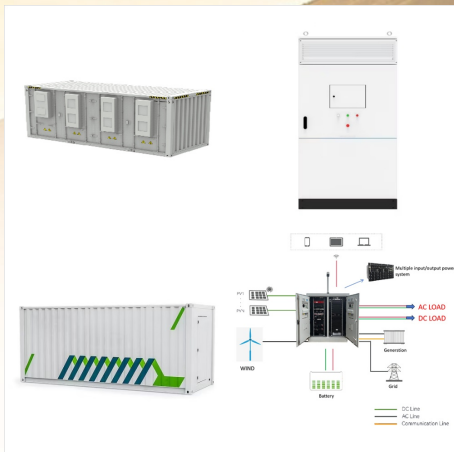 Multiple input/output power
system
PV1
PVn
AC LOAD
DC LOAD
WIND
Generation
Battery
Grid
DC Line
AC Line
Communication Line